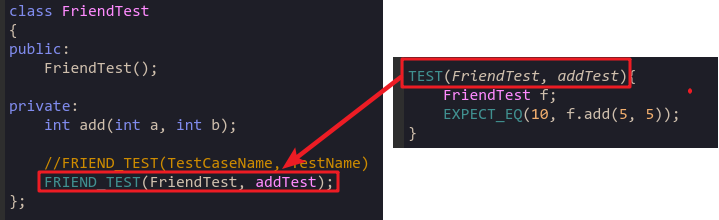 class FriendTest
{
public:
    FriendTest();

private:
    int add(int a, int b);

    //FRIEND_TEST(TestCaseName, TestName)
    FRIEND_TEST(FriendTest, addTest);
};
TEST(FriendTest, addTest){
    FriendTest f;
    EXPECT_EQ(10, f.add(5, 5));
}